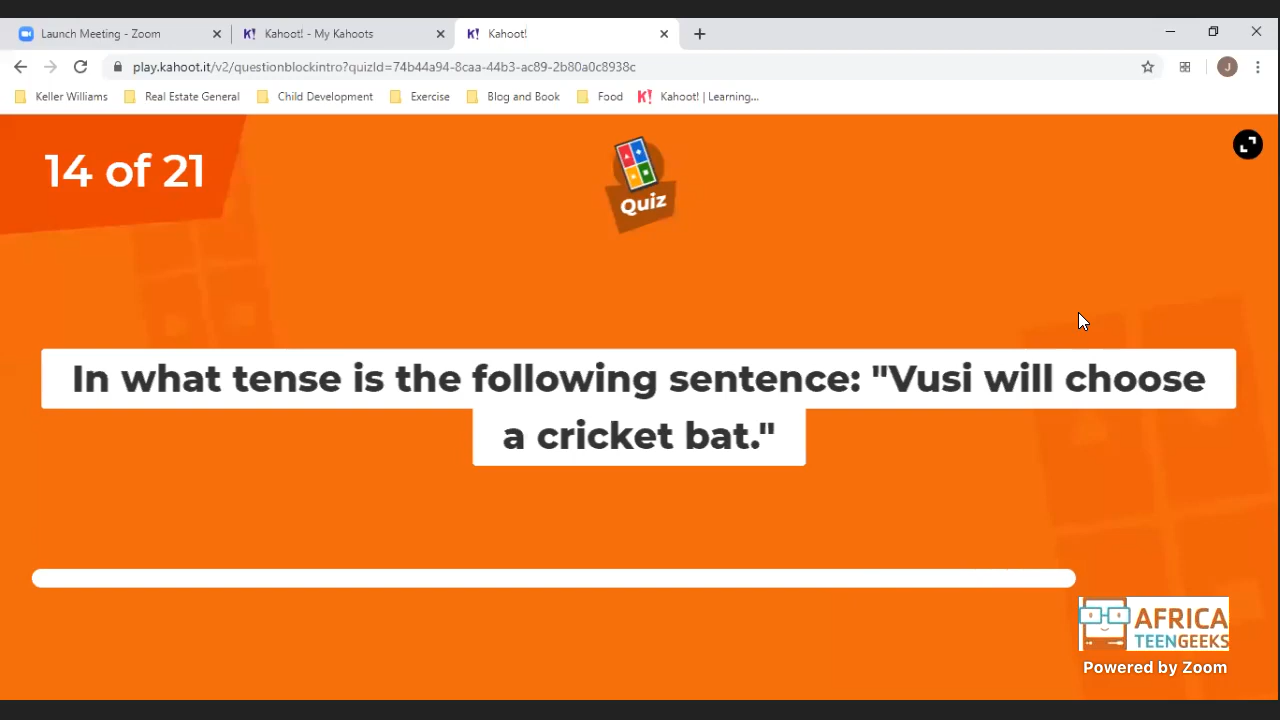 Launch Meeting - Zoom
K! Kahoot! - My Kahoots
K! Kahoot!
play.kahoot.it/v2/questionblockintro?quizId=74b44a94-8caa-44b3-ac89-2b80a0c8938c
J
Keller Williams
Real Estate General
Child Development
Exercise
Blog and Book
Food
K! Kahoot! | Learning...
14 of 21
Quiz
In what tense is the following sentence: "Vusi will choose
a cricket bat."
AFRICA
TEENGEEKS
Powered by Zoom